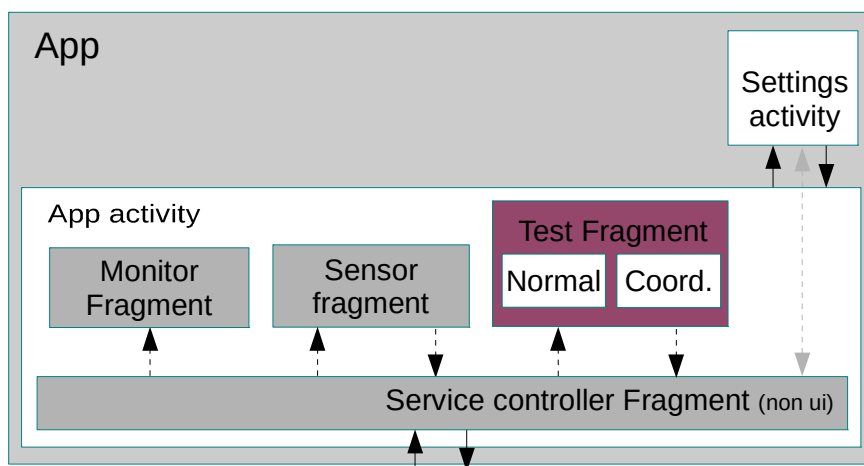 App
Settings
activity
App activity
Monitor
Fragment
Sensor
fragment
Test Fragment
Normal
Coord.
Service controller Fragment (non ui)